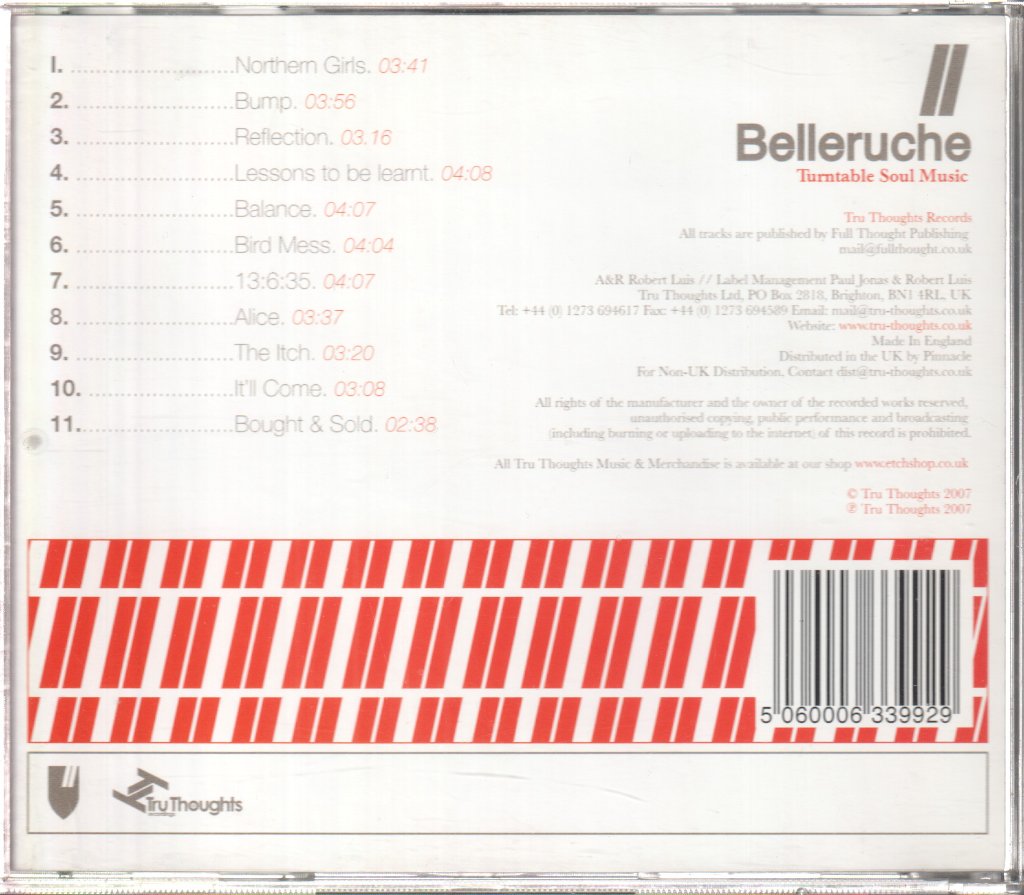 1. ..........................Northern Girls. 03:41
2. .........................Bump. 03:56
3. .........................Reflection. 03.16
4. .........................Lessons to be learnt. 04:08
5. .........................Balance. 04:07
6. .........................Bird Mess. 04:04
7. .........................13:6:35. 04:07
8. .........................Alice. 03:37
9. .........................The Itch. 03:20
10. .......................It'll Come. 03:08
11.........................Bought & Sold. 02:38
Belleruche
Turntable Soul Music
Tru Thoughts Records
All tracks are published by Full Thought Publishing
mail@fullthought.co.uk
A&R Robert Luis // Label Management Paul Jonas & Robert Luis
Tru Thoughts Ltd, PO Box 2818, Brighton, BN1 4RL, UK
Tel: +44 (0) 1273 694617 Fax: +44 (0) 1273 694589 Email: mail@tru-thoughts.co.uk
Website: www.tru-thoughts.co.uk
Made In England
Distributed in the UK by Pinnacle
For Non-UK Distribution, Contact dist@tru-thoughts.co.uk
All rights of the manufacturer and the owner of the recorded works reserved,
unauthorised copying, public performance and broadcasting
(including burning or uploading to the internet) of this record is prohibited.
All Tru Thoughts Music & Merchandise is available at our shop www.etchshop.co.uk
© Tru Thoughts 2007
℗ Tru Thoughts 2007
5 060006 339929
Tru Thoughts
recordings